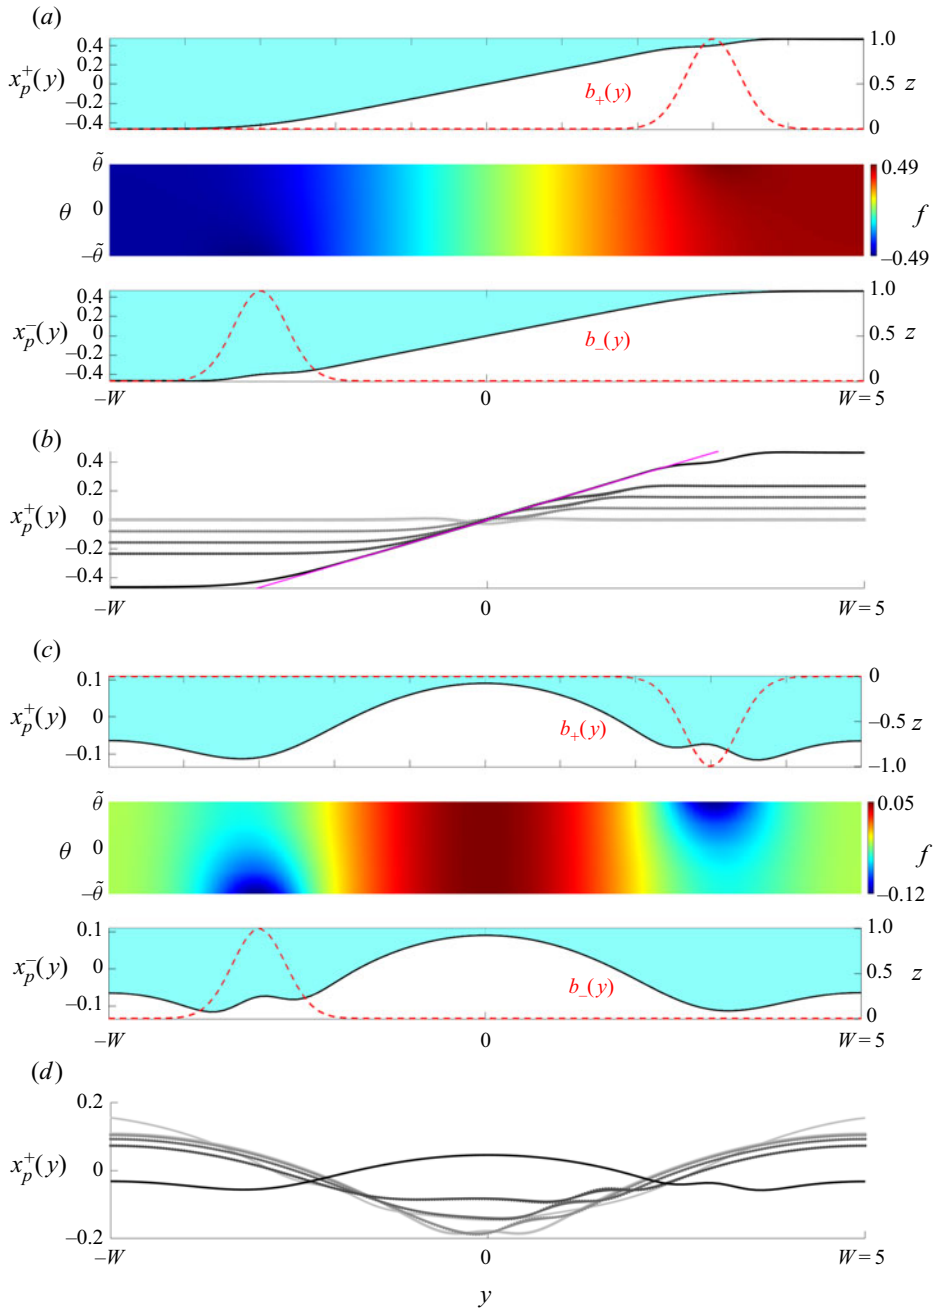 (a)
0.4 1.0
x_p^+(y) 0 b_+(y) 0.5 z
−0.2
−0.4 0
θ̃ 0.49
θ 0 f
−θ̃ −0.49
0.4 1.0
0.2
x_p^−(y) 0 b_−(y) 0.5 z
−0.2
−0.4 0
−W 0 W = 5
(b)
0.4
0.2
x_p^+(y) 0
−0.2
−0.4
−W 0 W = 5
(c)
0.1 0
x_p^+(y) 0 b_+(y) −0.5 z
−0.1 −1.0
θ̃ 0.05
θ 0 f
−θ̃ −0.12
0.1 1.0
x_p^−(y) 0 b_−(y) 0.5 z
−0.1 0
−W 0 W = 5
(d)
0.2
x_p^+(y) 0
−0.2
−W 0 W = 5
y